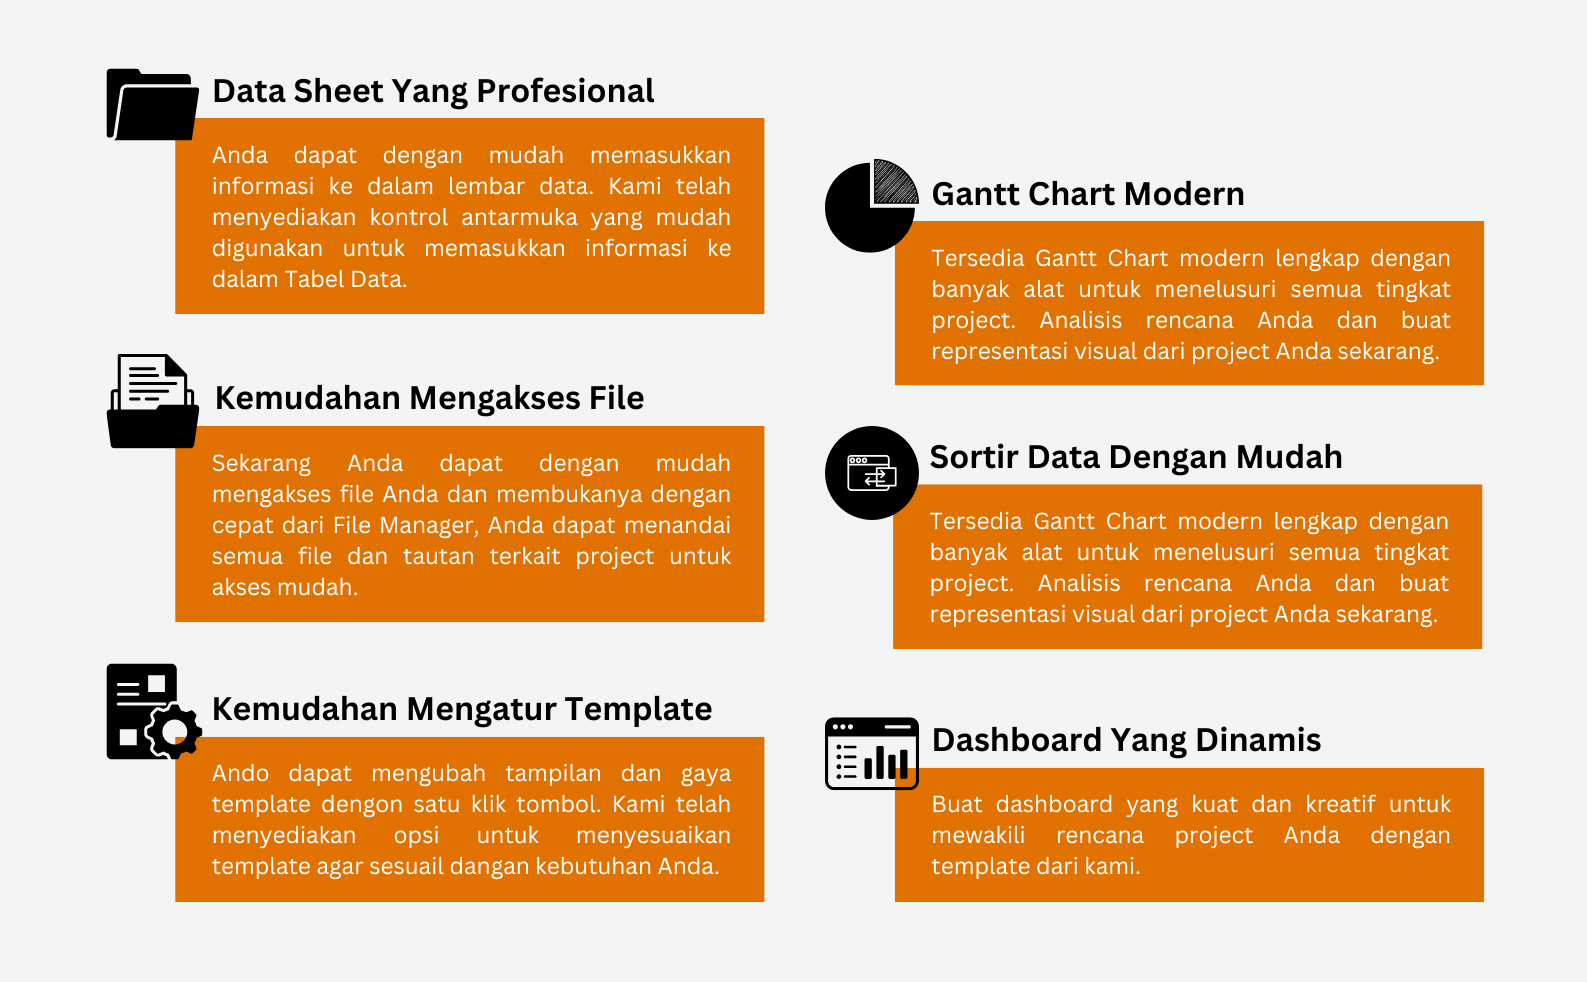 Data Sheet Yang Profesional
Anda dapat dengan mudah memasukkan
informasi ke dalam lembar data. Kami telah
menyediakan kontrol antarmuka yang mudah
digunakan untuk memasukkan informasi ke
dalam Tabel Data.
Kemudahan Mengakses File
Sekarang Anda dapat dengan mudah
mengakses file Anda dan membukanya dengan
cepat dari File Manager, Anda dapat menandai
semua file dan tautan terkait project untuk
akses mudah.
Kemudahan Mengatur Template
Ando dapat mengubah tampilan dan gaya
template dengon satu klik tombol. Kami telah
menyediakan opsi untuk menyesuaikan
template agar sesuail dangan kebutuhan Anda.
Gantt Chart Modern
Tersedia Gantt Chart modern lengkap dengan
banyak alat untuk menelusuri semua tingkat
project. Analisis rencana Anda dan buat
representasi visual dari project Anda sekarang.
Sortir Data Dengan Mudah
Tersedia Gantt Chart modern lengkap dengan
banyak alat untuk menelusuri semua tingkat
project. Analisis rencana Anda dan buat
representasi visual dari project Anda sekarang.
Dashboard Yang Dinamis
Buat dashboard yang kuat dan kreatif untuk
mewakili rencana project Anda dengan
template dari kami.